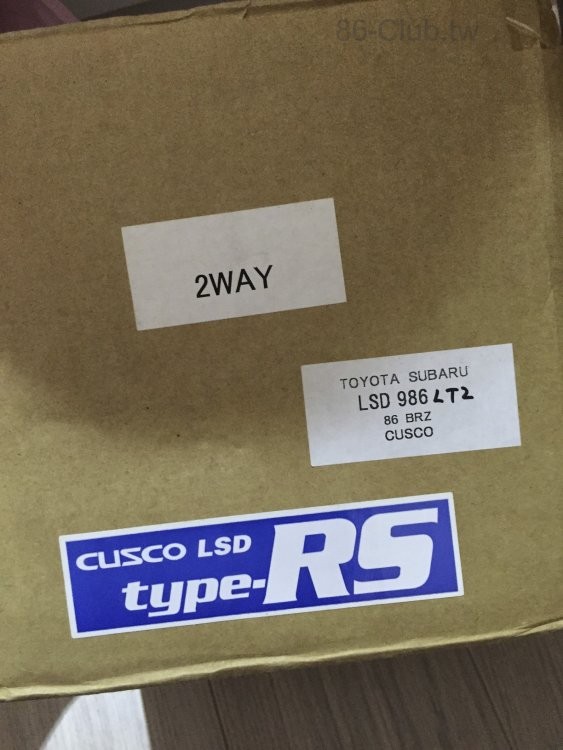 86-Club.tw
2WAY
TOYOTA SUBARU
LSD 986 LT2
86 BRZ
CUSCO
CUSCO LSD
type-RS